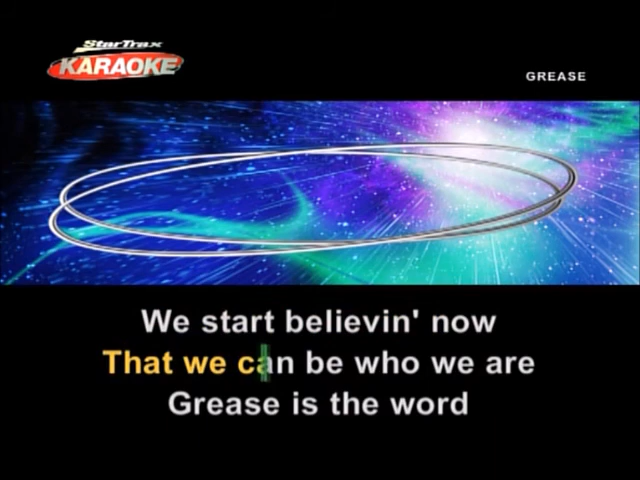 StarTrax
KARAOKE
GREASE
We start believin' now
That we can be who we are
Grease is the word